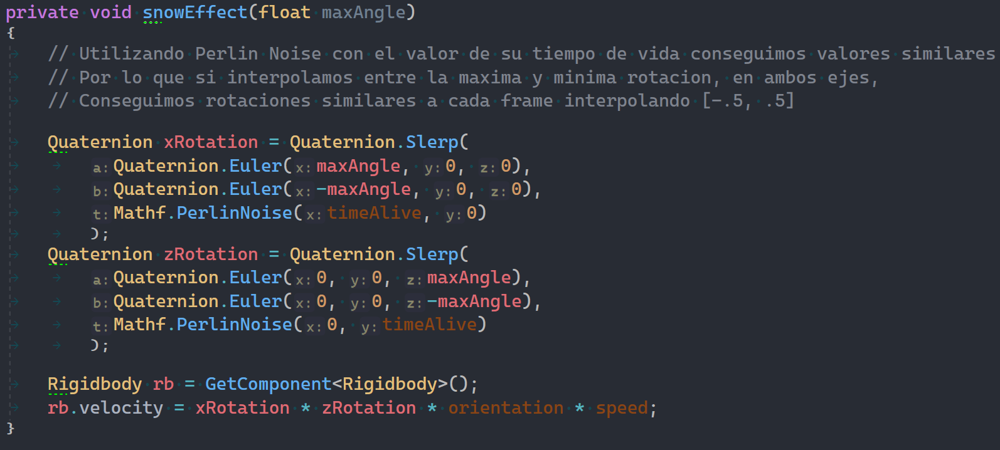 private void snowEffect(float maxAngle)
{
// Utilizando Perlin Noise con el valor de su tiempo de vida conseguimos valores similares
// Por lo que si interpolamos entre la maxima y minima rotacion, en ambos ejes,
// Conseguimos rotaciones similares a cada frame interpolando [-.5, .5]
Quaternion xRotation = Quaternion.Slerp(
a: Quaternion.Euler(x: maxAngle, y: 0, z: 0),
b: Quaternion.Euler(x: -maxAngle, y: 0, z: 0),
t: Mathf.PerlinNoise(x: timeAlive, y: 0)
);
Quaternion zRotation = Quaternion.Slerp(
a: Quaternion.Euler(x: 0, y: 0, z: maxAngle),
b: Quaternion.Euler(x: 0, y: 0, z: -maxAngle),
t: Mathf.PerlinNoise(x: 0, y: timeAlive)
);
Rigidbody rb = GetComponent<Rigidbody>();
rb.velocity = xRotation * zRotation * orientation * speed;
}